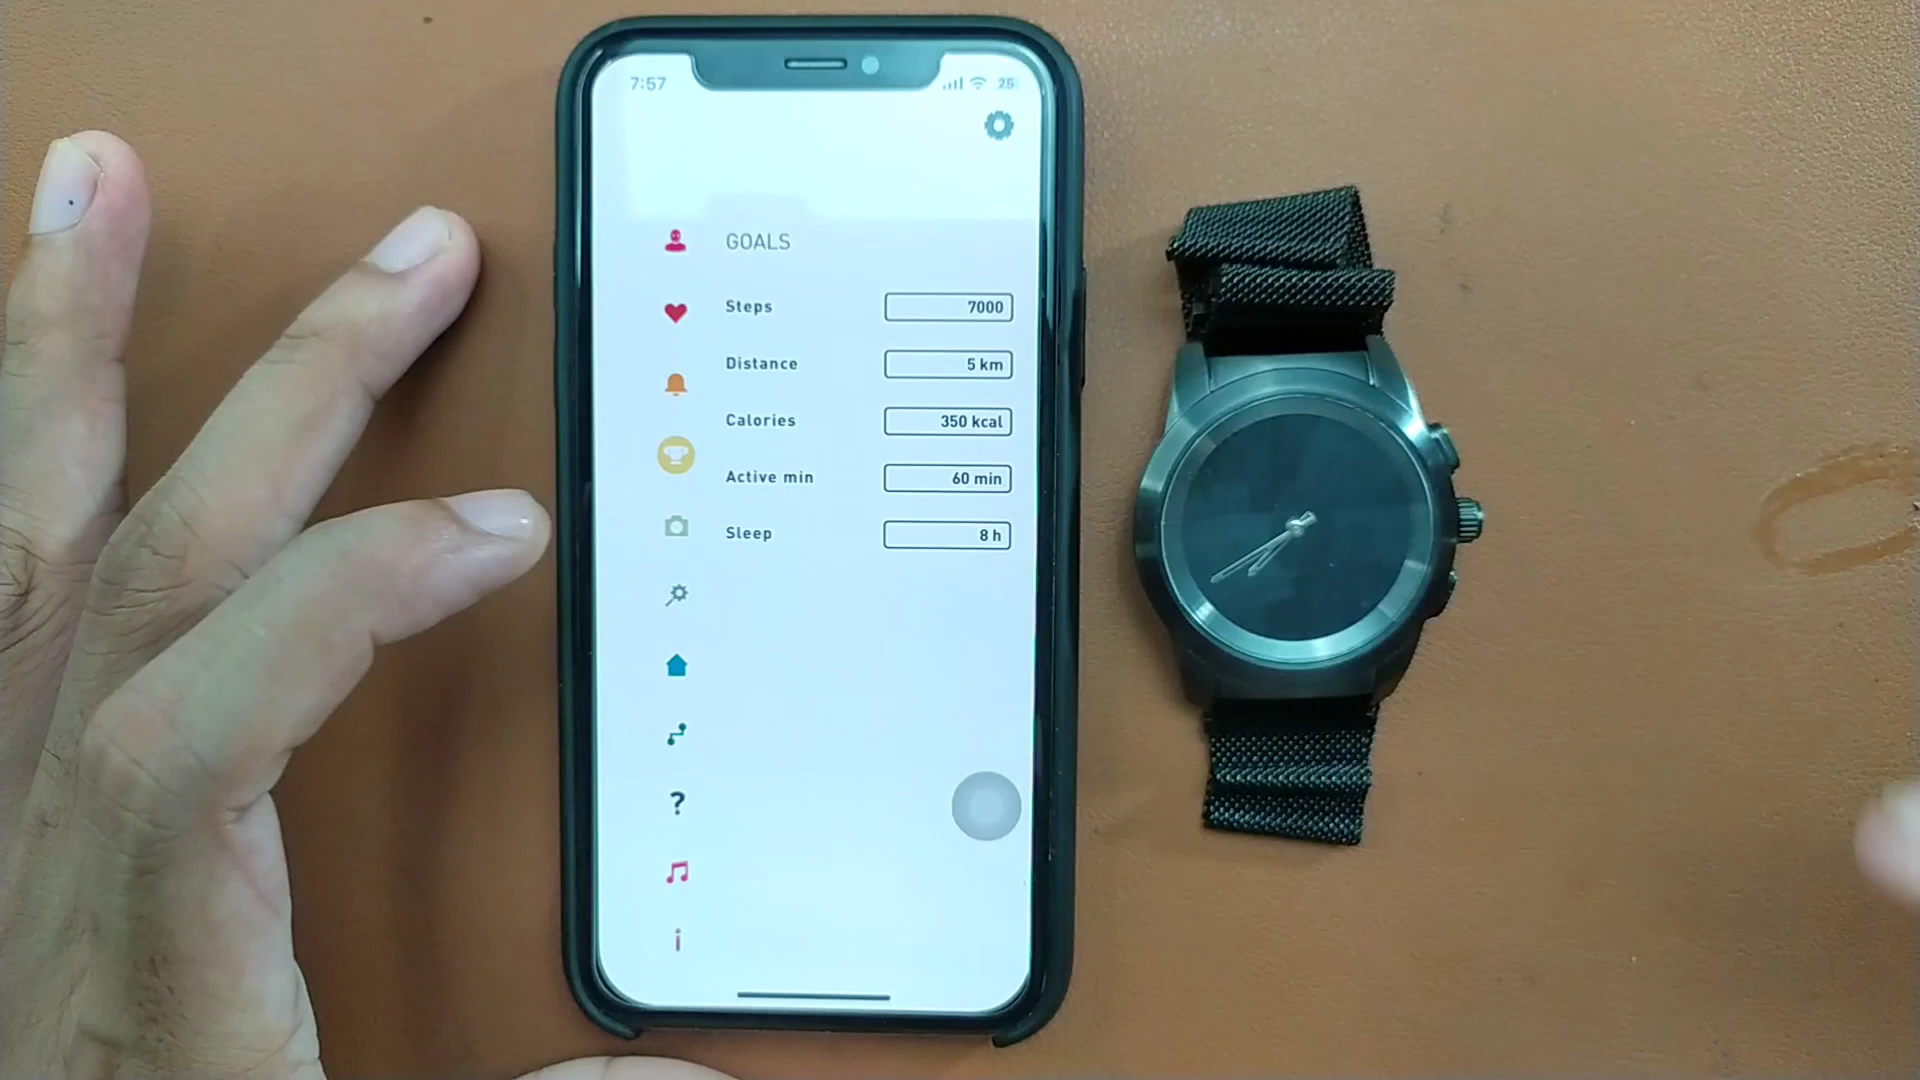 7:57
25
GOALS
Steps 7000
Distance 5 km
Calories 350 kcal
Active min 60 min
Sleep 8 h
?
i